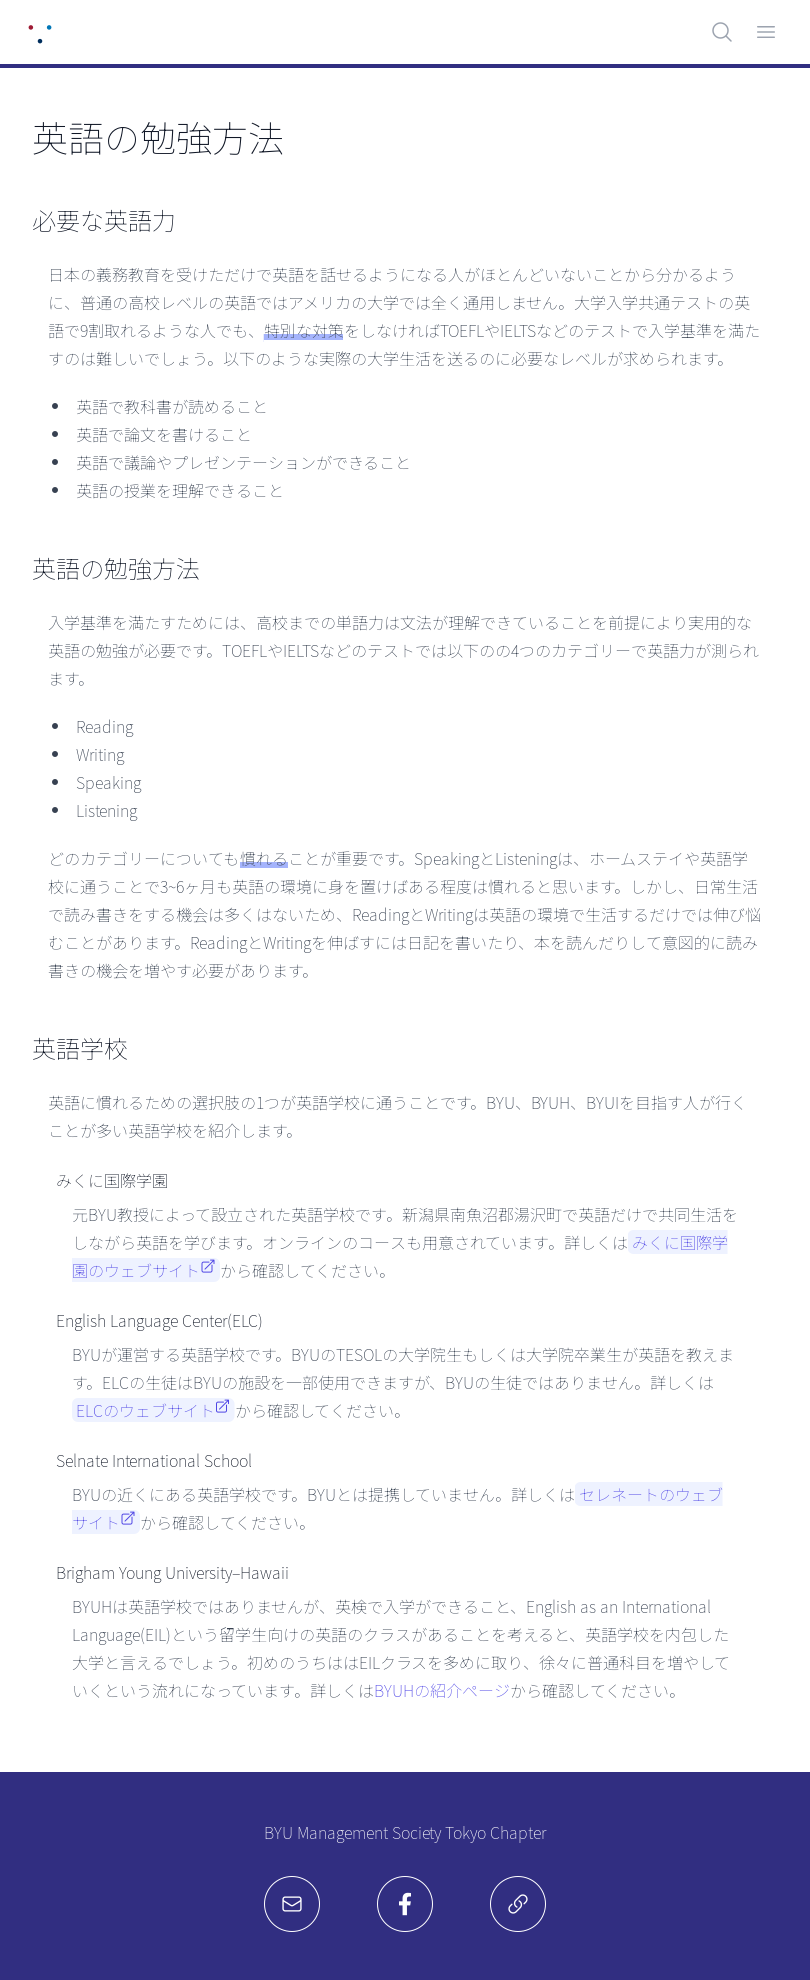 英語の勉強方法
必要な英語力
日本の義務教育を受けただけで英語を話せるようになる人がほとんどいないことから分かるよう
に、普通の高校レベルの英語ではアメリカの大学では全く通用しません。大学入学共通テストの英
語で9割取れるような人でも、特別な対策をしなければTOEFLやIELTSなどのテストで入学基準を満た
すのは難しいでしょう。以下のような実際の大学生活を送るのに必要なレベルが求められます。
• 英語で教科書が読めること
• 英語で論文を書けること
• 英語で議論やプレゼンテーションができること
• 英語の授業を理解できること
英語の勉強方法
入学基準を満たすためには、高校までの単語力は文法が理解できていることを前提により実用的な
英語の勉強が必要です。TOEFLやIELTSなどのテストでは以下のの4つのカテゴリーで英語力が測られ
ます。
• Reading
• Writing
• Speaking
• Listening
どのカテゴリーについても慣れることが重要です。SpeakingとListeningは、ホームステイや英語学
校に通うことで3~6ヶ月も英語の環境に身を置けばある程度は慣れると思います。しかし、日常生活
で読み書きをする機会は多くはないため、ReadingとWritingは英語の環境で生活するだけでは伸び悩
むことがあります。ReadingとWritingを伸ばすには日記を書いたり、本を読んだりして意図的に読み
書きの機会を増やす必要があります。
英語学校
英語に慣れるための選択肢の1つが英語学校に通うことです。BYU、BYUH、BYUIを目指す人が行く
ことが多い英語学校を紹介します。
みくに国際学園
元BYU教授によって設立された英語学校です。新潟県南魚沼郡湯沢町で英語だけで共同生活を
しながら英語を学びます。オンラインのコースも用意されています。詳しくはみくに国際学
園のウェブサイトから確認してください。
English Language Center(ELC)
BYUが運営する英語学校です。BYUのTESOLの大学院生もしくは大学院卒業生が英語を教えま
す。ELCの生徒はBYUの施設を一部使用できますが、BYUの生徒ではありません。詳しくは
ELCのウェブサイトから確認してください。
Selnate International School
BYUの近くにある英語学校です。BYUとは提携していません。詳しくはセレネートのウェブ
サイトから確認してください。
Brigham Young University–Hawaii
BYUHは英語学校ではありませんが、英検で入学ができること、English as an International
Language(EIL)という留学生向けの英語のクラスがあることを考えると、英語学校を内包した
大学と言えるでしょう。初めのうちははEILクラスを多めに取り、徐々に普通科目を増やして
いくという流れになっています。詳しくはBYUHの紹介ページから確認してください。
BYU Management Society Tokyo Chapter